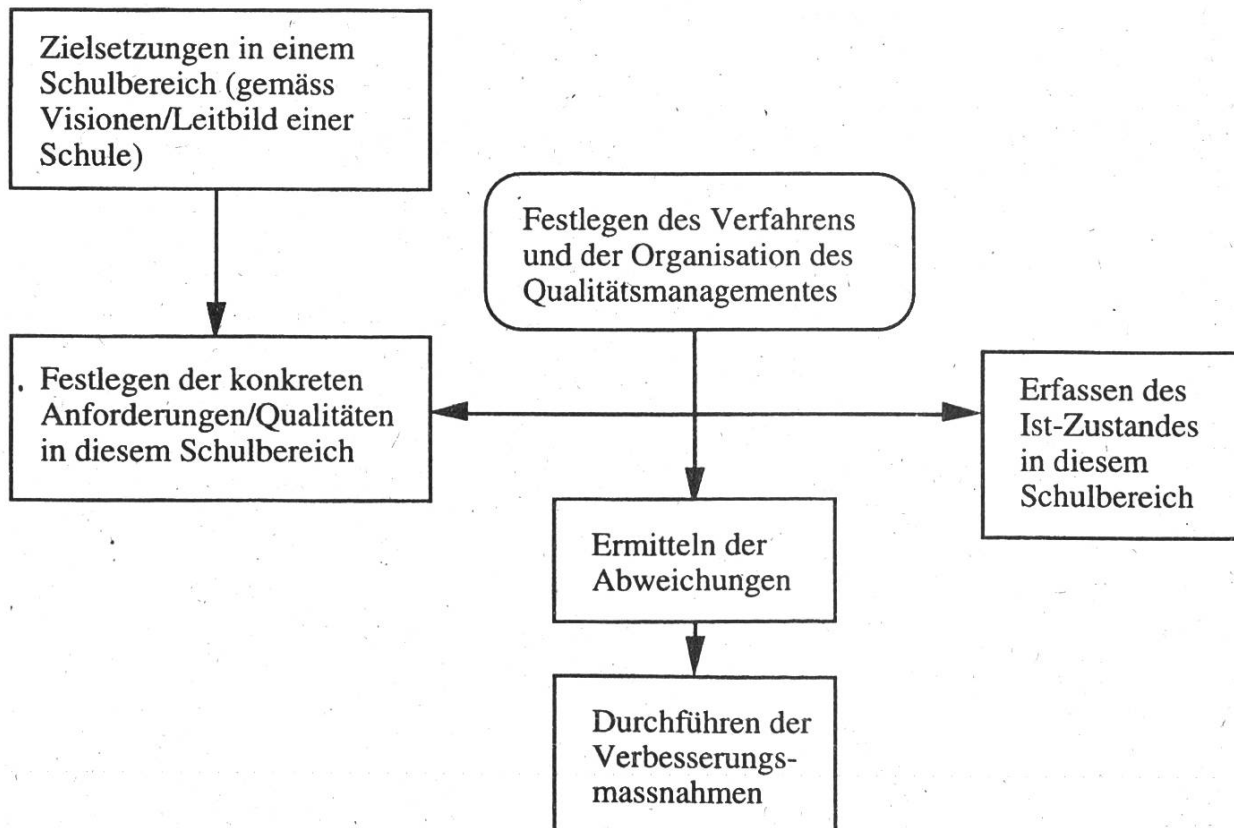 Zielsetzungen in einem
Schulbereich (gemäss
Visionen/Leitbild einer
Schule)
Festlegen des Verfahrens
und der Organisation des
Qualitätsmanagementes
Festlegen der konkreten
Anforderungen/Qualitäten
in diesem Schulbereich
Erfassen des
Ist-Zustandes
in diesem
Schulbereich
Ermitteln der
Abweichungen
Durchführen der
Verbesserungs-
massnahmen